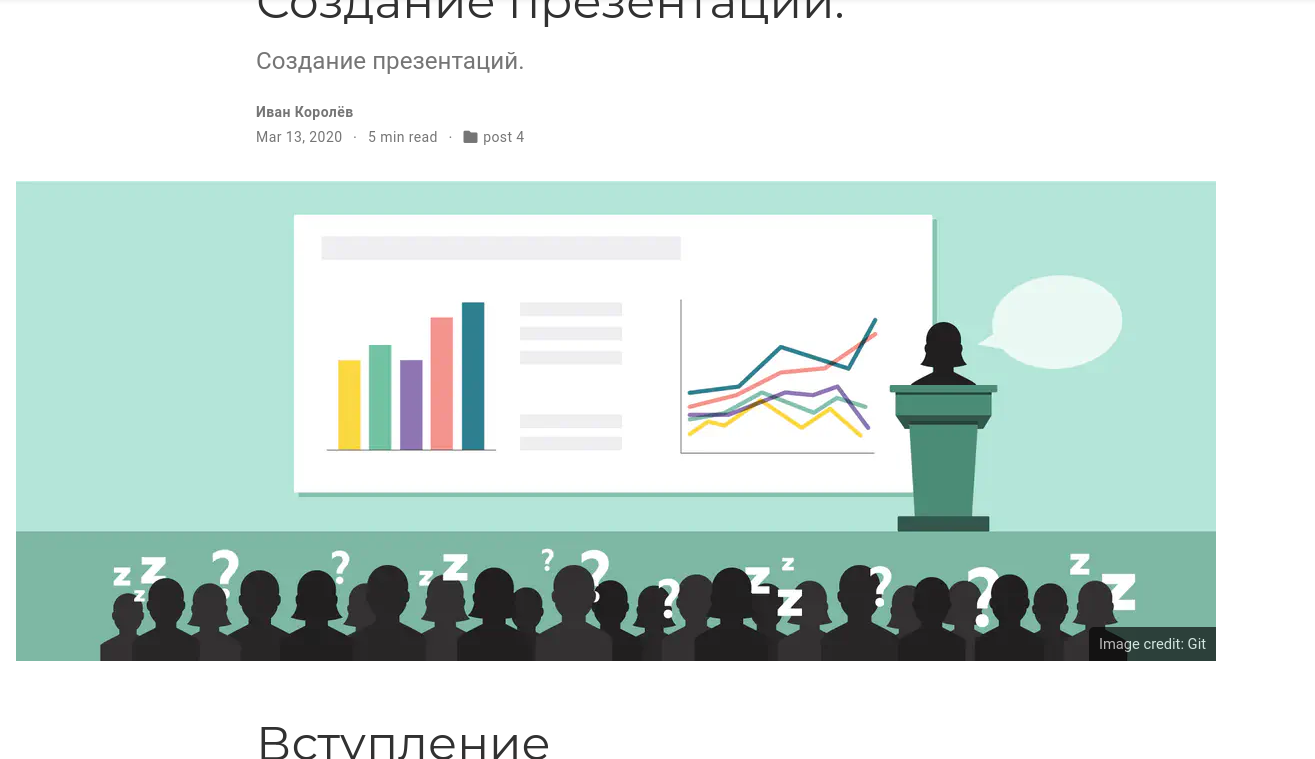 Создание презентаций.
Создание презентаций.
Иван Королёв
Mar 13, 2020 · 5 min read · post 4
z z z ? ? z z ? ? ? z z z ? ? z z
Image credit: Git
Вступление